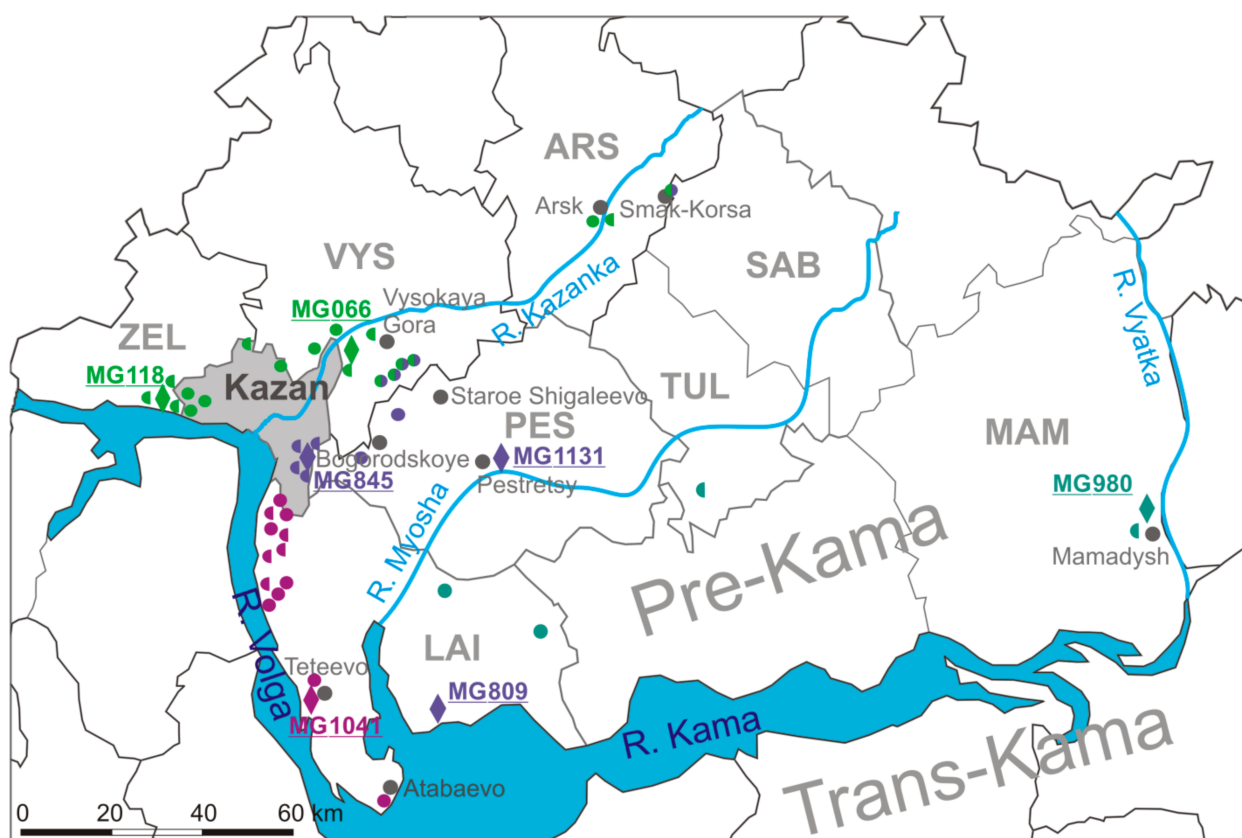 ARS
Arsk
Smak-Korsa
VYS
SAB
R. Kazanka
R. Vyatka
MG066
Vysokaya
Gora
ZEL
MG118
Kazan
Staroe Shigaleevo
TUL
PES
MAM
Bogorodskoye
MG1131
MG845
Pestretsy
MG980
Mamadysh
R. Myosha
Pre-Kama
R. Volga
LAI
Teteevo
MG809
MG1041
R. Kama
Trans-Kama
Atabaevo
0 20 40 60 km